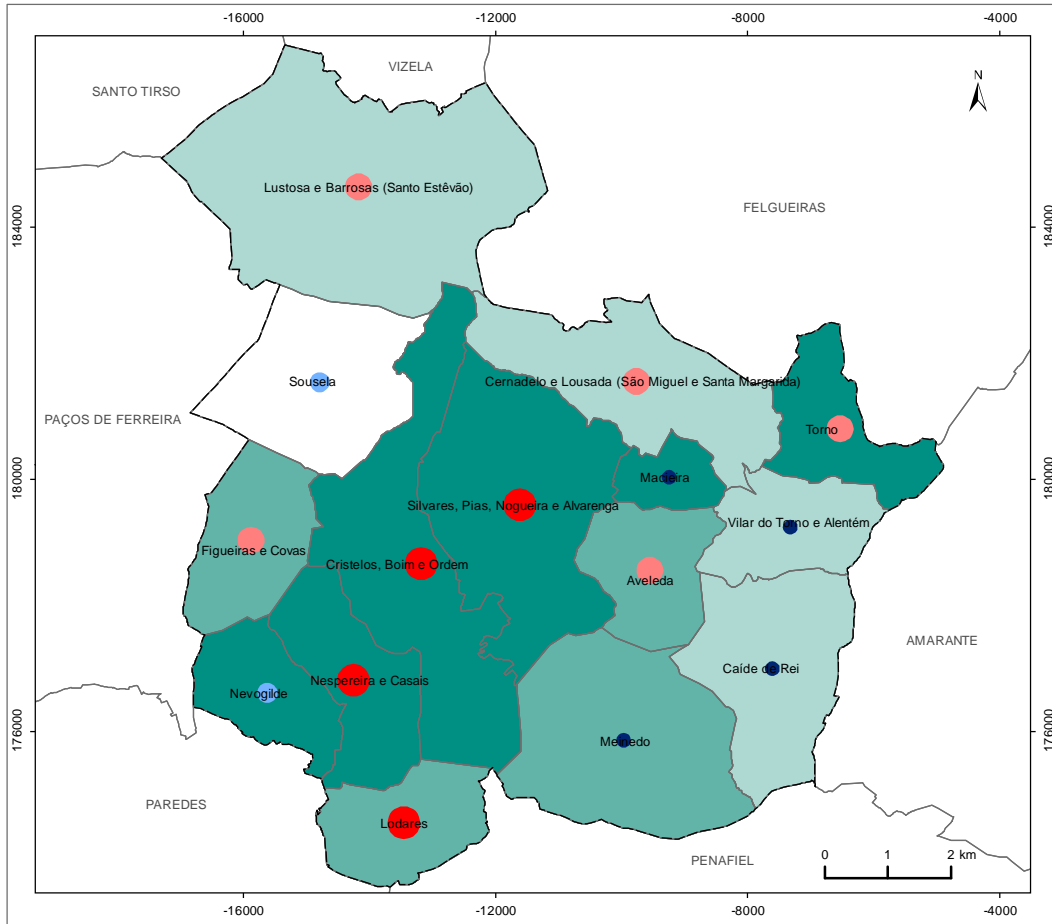 -16000
-12000
-8000
-4000
VIZELA
SANTO TIRSO
N
Lustosa e Barrosas (Santo Estêvão)
FELGUEIRAS
184000
184000
Sousela
Cernadelo e Lousada (São Miguel e Santa Margarida)
PAÇOS DE FERREIRA
Torno
Macieira
180000
180000
Silvares, Pias, Nogueira e Alvarenga
Vilar do Torno e Alentém
Figueiras e Covas
Cristelos, Boim e Ordem
Aveleda
AMARANTE
Caíde de Rei
Nespereira e Casais
Nevogilde
176000
176000
Meinedo
PAREDES
Lodares
PENAFIEL
0 1 2 km
-16000
-12000
-8000
-4000